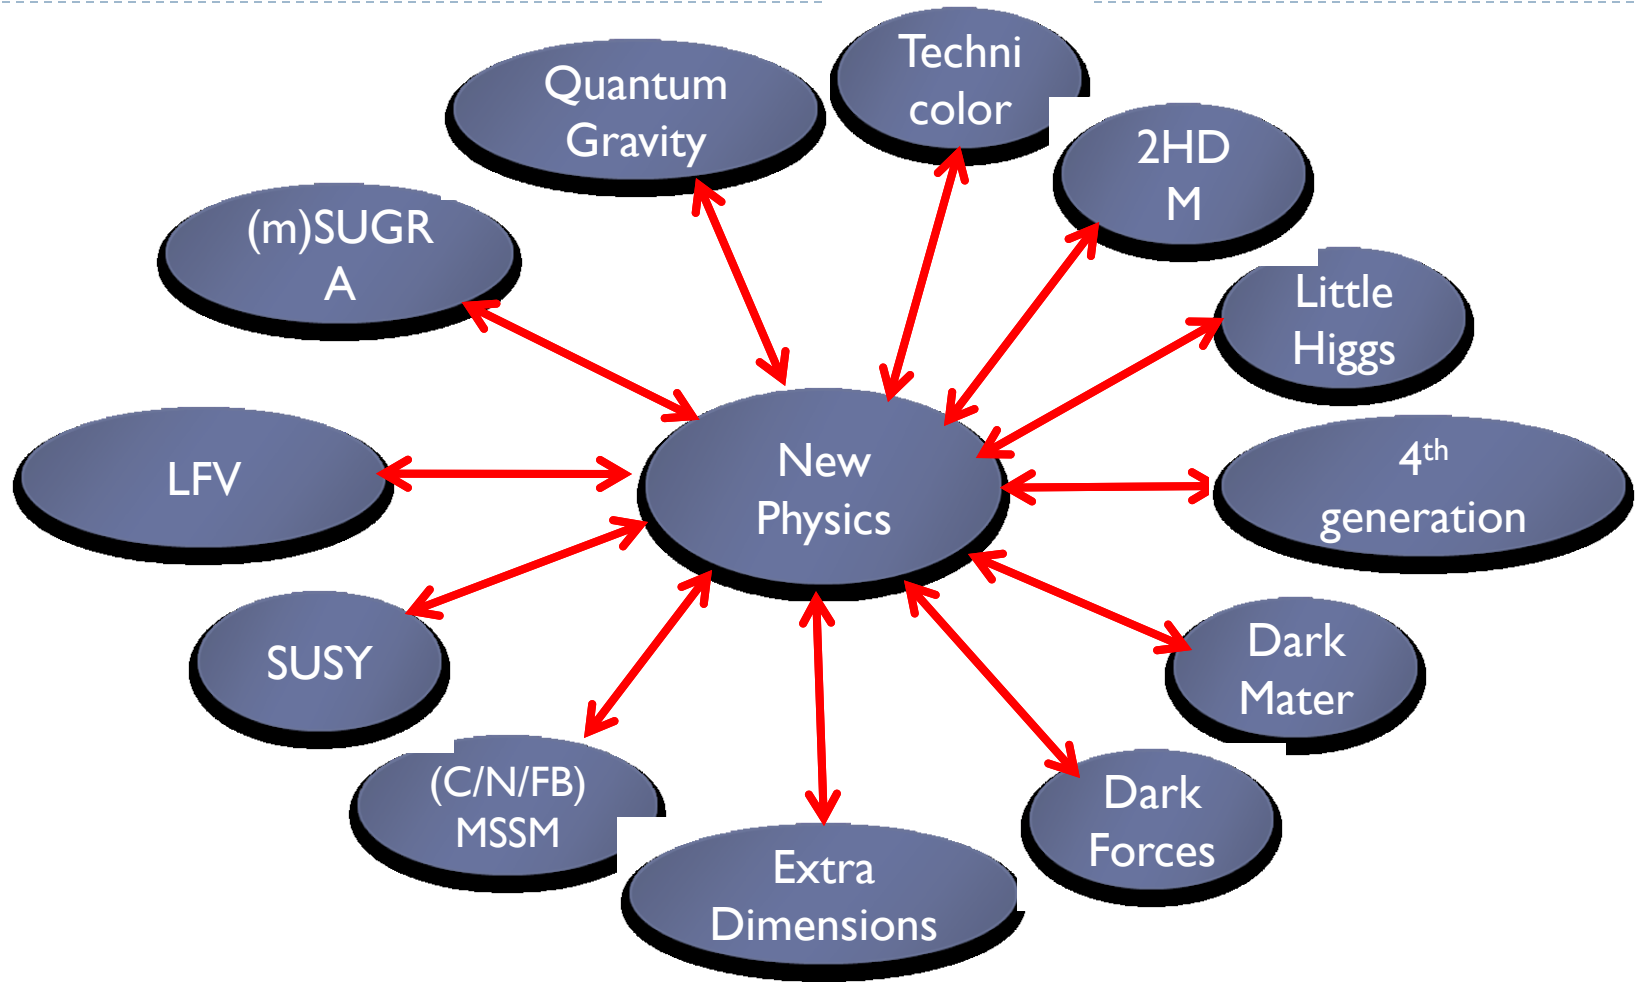 Techni
color
Quantum
Gravity
2HD
M
(m)SUGR
A
Little
Higgs
New
Physics
LFV
4th
generation
SUSY
Dark
Mater
(C/N/FB)
MSSM
Dark
Forces
Extra
Dimensions